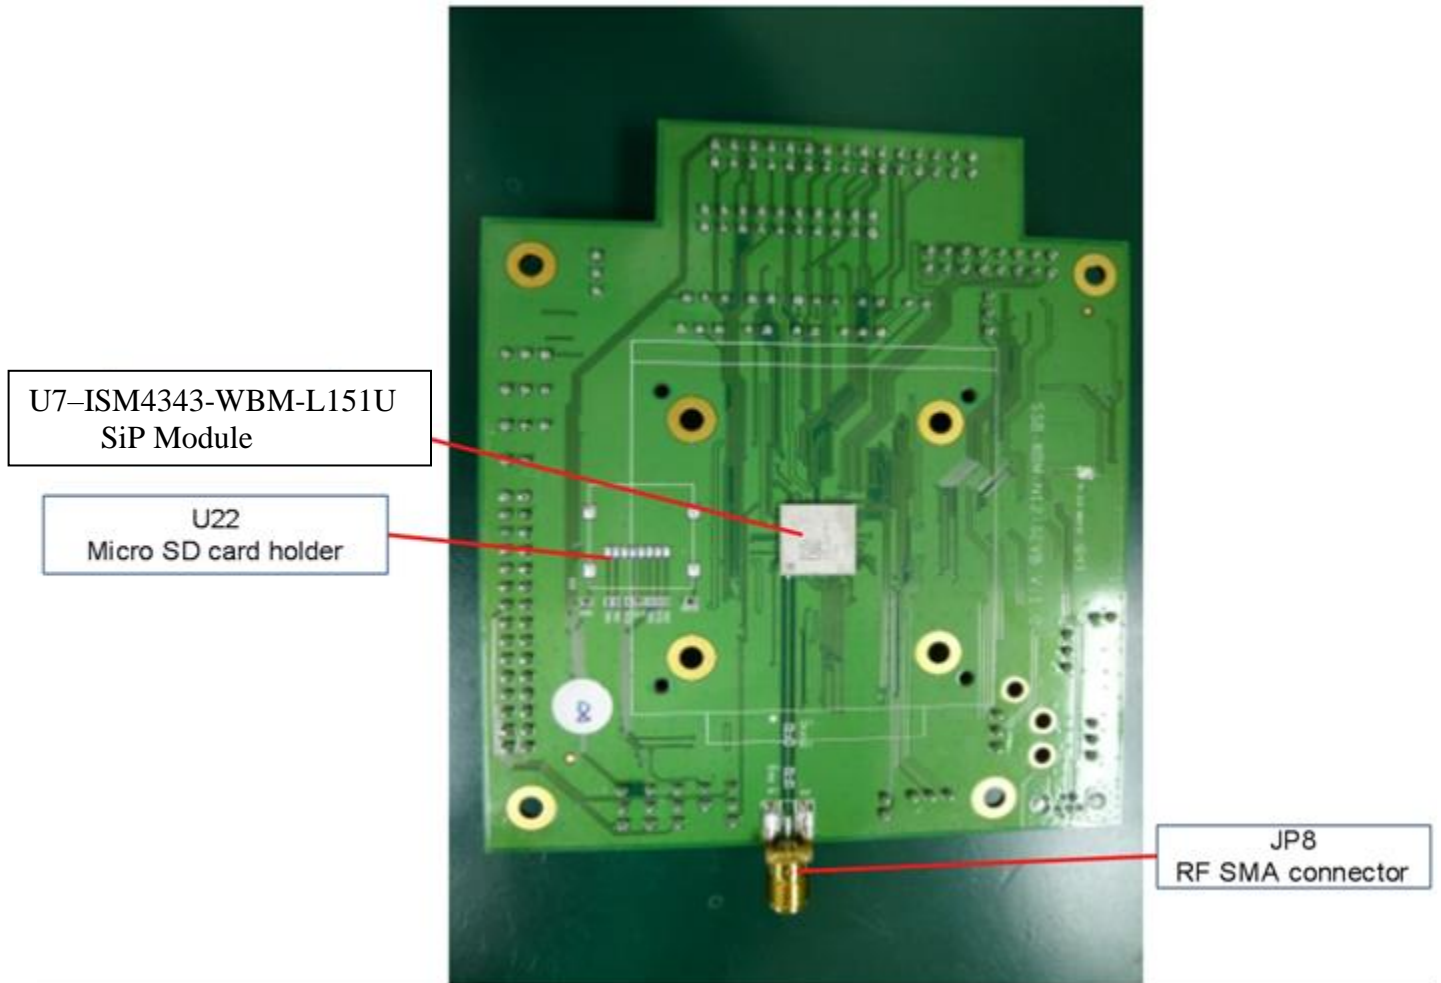 U7–ISM4343-WBM-L151U
SiP Module
U22
Micro SD card holder
JP8
RF SMA connector